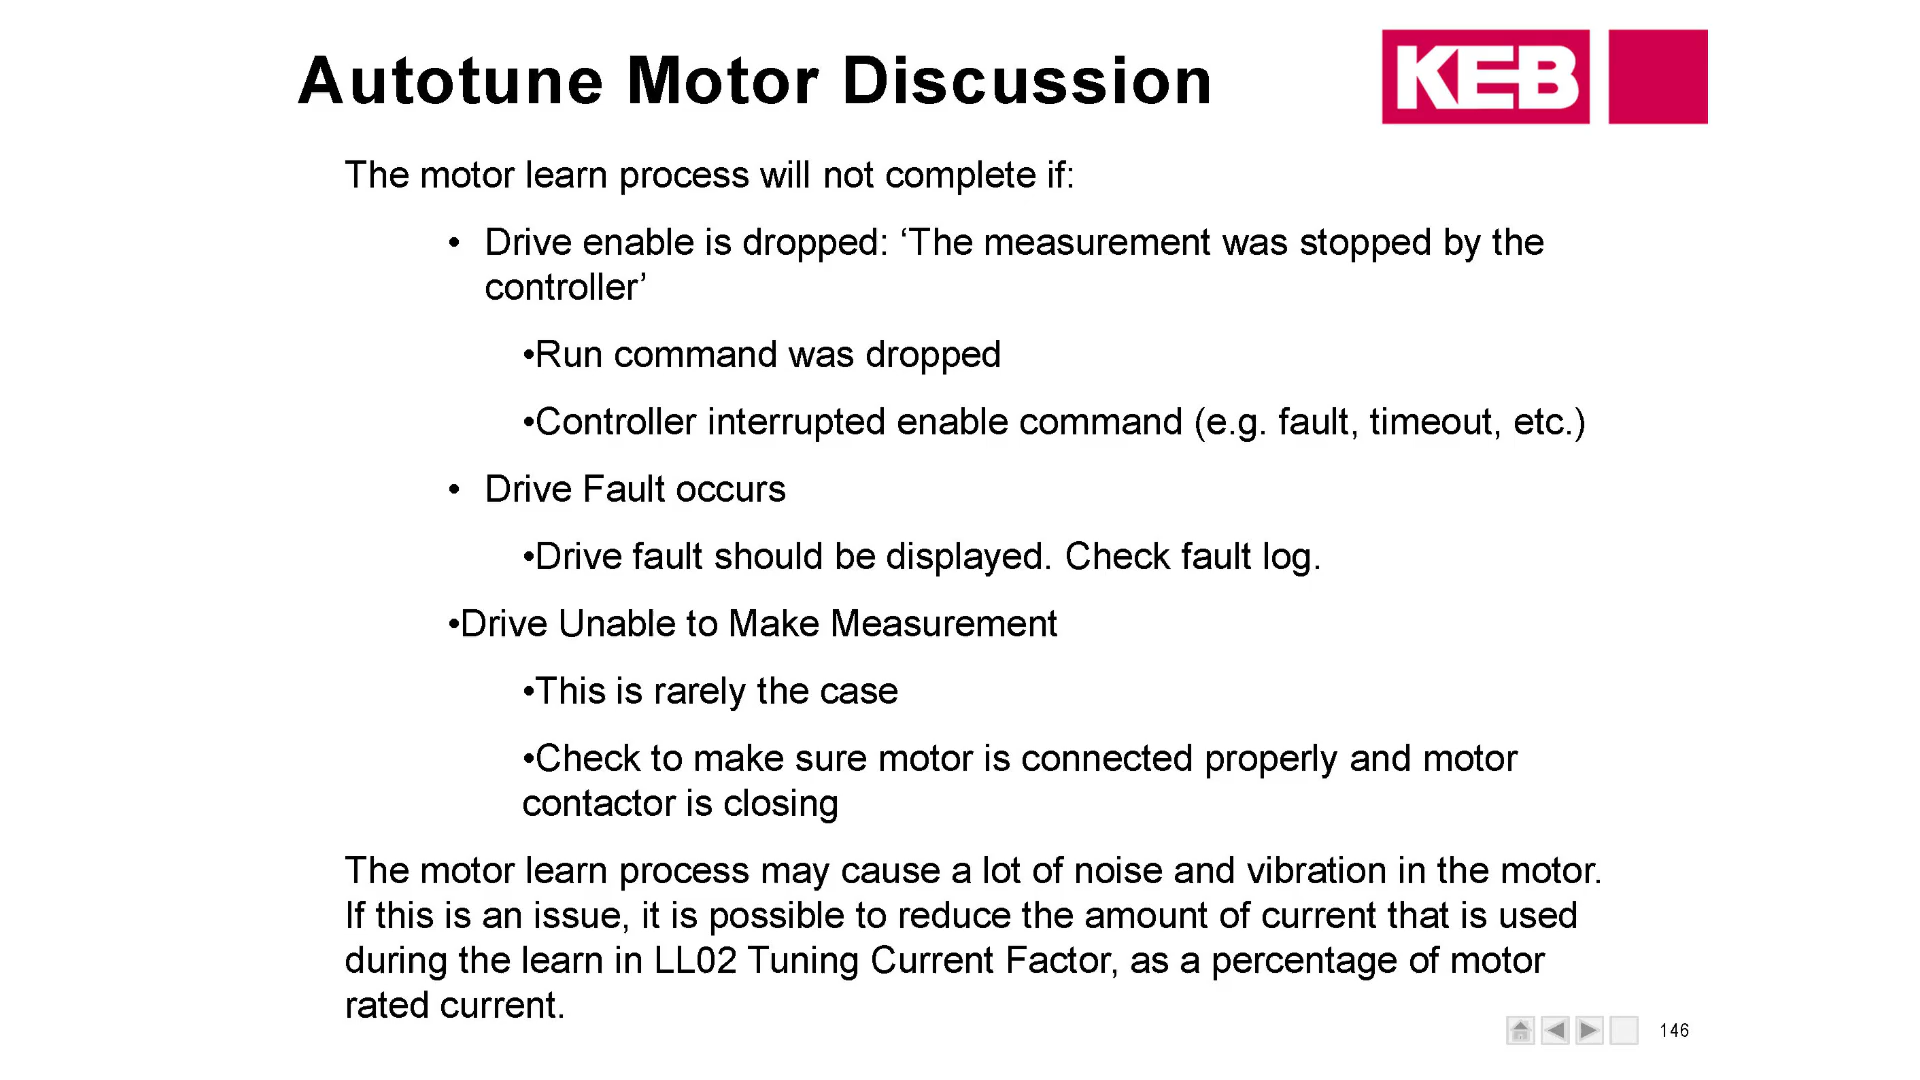 Autotune Motor Discussion
KEB
The motor learn process will not complete if:
• Drive enable is dropped: ‘The measurement was stopped by the
controller’
•Run command was dropped
•Controller interrupted enable command (e.g. fault, timeout, etc.)
• Drive Fault occurs
•Drive fault should be displayed. Check fault log.
•Drive Unable to Make Measurement
•This is rarely the case
•Check to make sure motor is connected properly and motor
contactor is closing
The motor learn process may cause a lot of noise and vibration in the motor.
If this is an issue, it is possible to reduce the amount of current that is used
during the learn in LL02 Tuning Current Factor, as a percentage of motor
rated current.
146